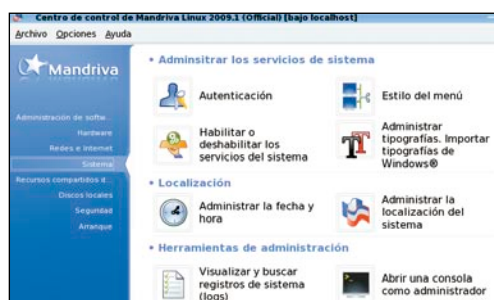 Centro de control de Mandriva Linux 2009.1 (Official) [bajo localhost]
Archivo Opciones Ayuda
Mandriva
Administración de softw...
Hardware
Redes e Internet
Sistema
Recursos compartidos d...
Discos locales
Seguridad
Arranque
• Adminsitrar los servicios de sistema
Autenticación
Estilo del menú
Habilitar o
deshabilitar los
servicios del sistema
Administrar
tipografías. Importar
tipografías de
Windows®
• Localización
Administrar la fecha y
hora
Administrar la
localización del
sistema
• Herramientas de administración
Visualizar y buscar
registros de sistema
(logs)
Abrir una consola
como administrador